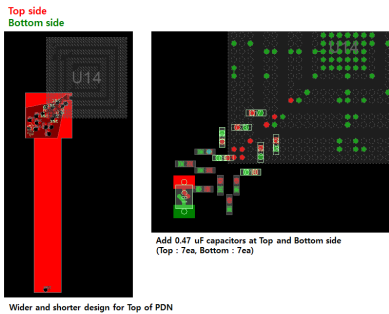 Top side
Bottom side
U14
Add 0.47 uF capacitors at Top and Bottom side
(Top : 7ea, Bottom : 7ea)
Wider and shorter design for Top of PDN